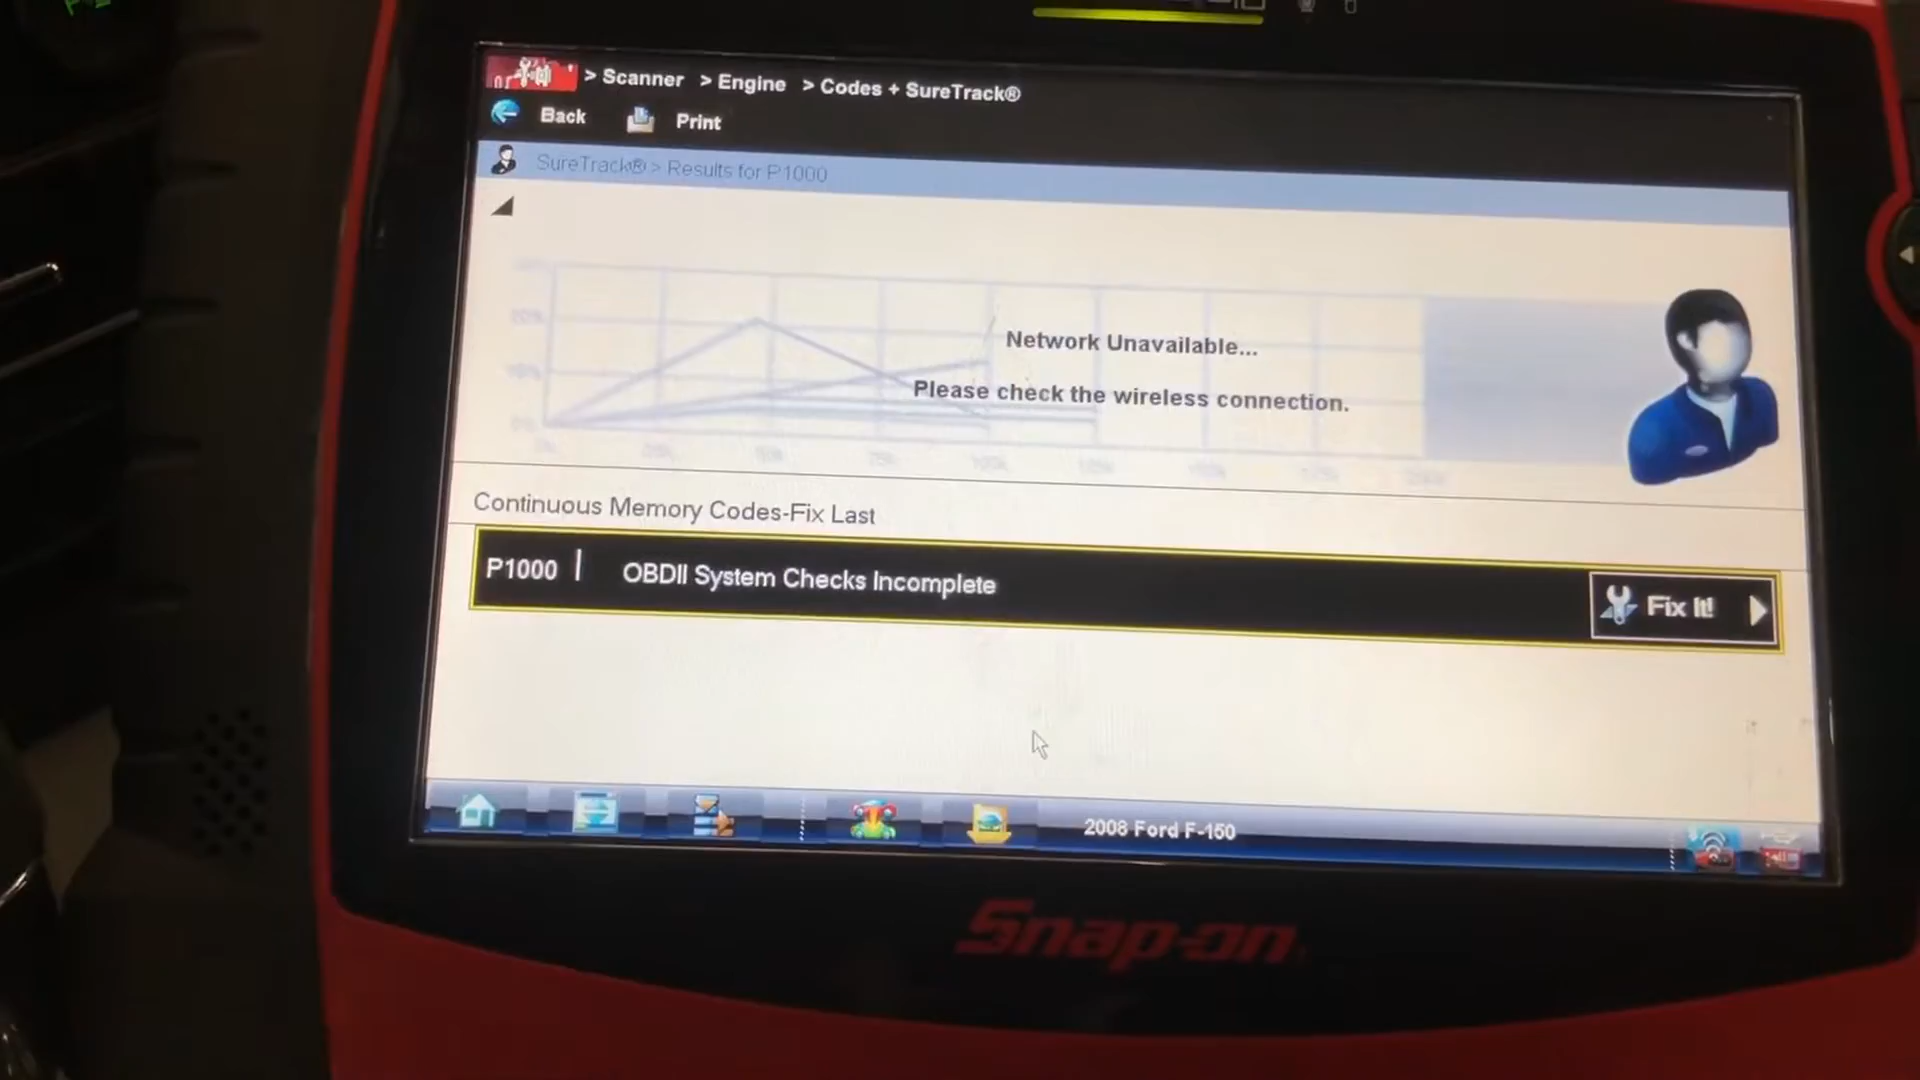 > Scanner > Engine > Codes + SureTrack®
Back Print
SureTrack® > Results for P1000
Network Unavailable...
Please check the wireless connection.
Continuous Memory Codes-Fix Last
P1000 | OBDII System Checks Incomplete
Fix It!
2008 Ford F-150
Snap-on